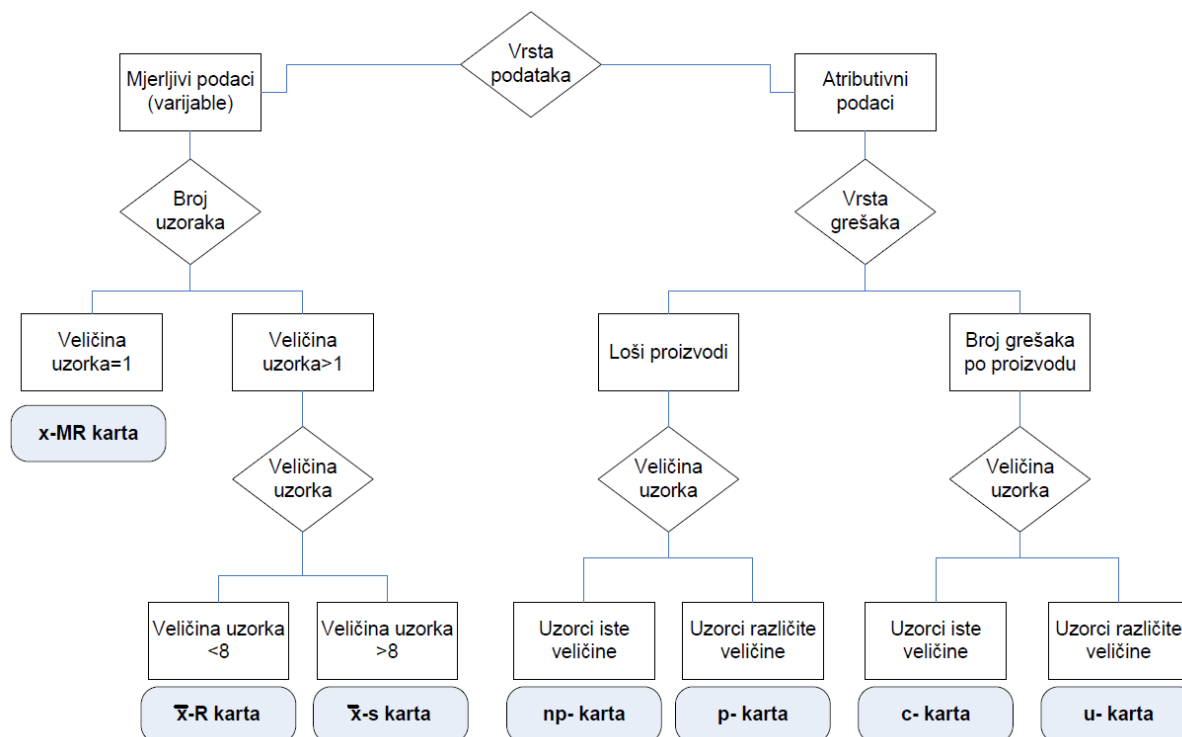 Vrsta
podataka
Mjerljivi podaci
(varijable)
Atributivni
podaci
Broj
uzoraka
Vrsta
grešaka
Veličina
uzorka=1
Veličina
uzorka>1
Loši proizvodi
Broj grešaka
po proizvodu
x-MR karta
Veličina
uzorka
Veličina
uzorka
Veličina
uzorka
Veličina uzorka
<8
Veličina uzorka
>8
Uzorci iste
veličine
Uzorci različite
veličine
Uzorci iste
veličine
Uzorci različite
veličine
x̅-R karta
x̅-s karta
np- karta
p- karta
c- karta
u- karta